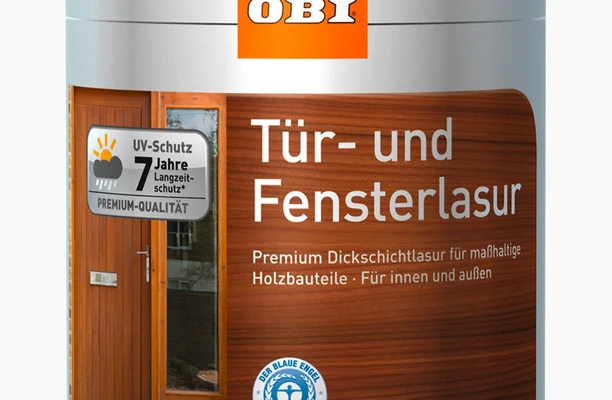 OBI
UV-Schutz
7 Jahre
Langzeit-
schutz*
PREMIUM-QUALITÄT
Tür- und
Fensterlasur
Premium Dickschichtlasur für maßhaltige
Holzbauteile · Für innen und außen
DER BLAUE ENGEL